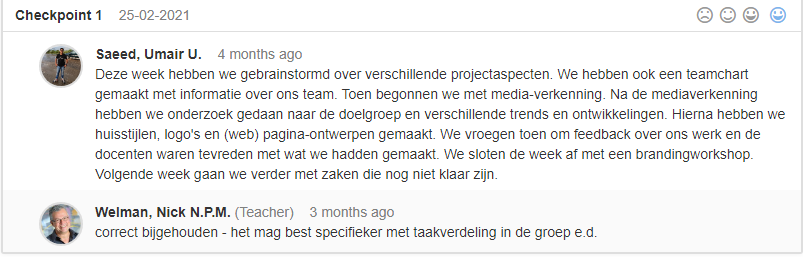 Checkpoint 1 25-02-2021
Saeed, Umair U. 4 months ago
Deze week hebben we gebrainstormd over verschillende projectaspecten. We hebben ook een teamchart
gemaakt met informatie over ons team. Toen begonnen we met media-verkenning. Na de mediaverkenning
hebben we onderzoek gedaan naar de doelgroep en verschillende trends en ontwikkelingen. Hierna hebben we
huisstijlen, logo's en (web) pagina-ontwerpen gemaakt. We vroegen toen om feedback over ons werk en de
docenten waren tevreden met wat we hadden gemaakt. We sloten de week af met een brandingworkshop.
Volgende week gaan we verder met zaken die nog niet klaar zijn.
Welman, Nick N.P.M. (Teacher) 3 months ago
correct bijgehouden - het mag best specifieker met taakverdeling in de groep e.d.